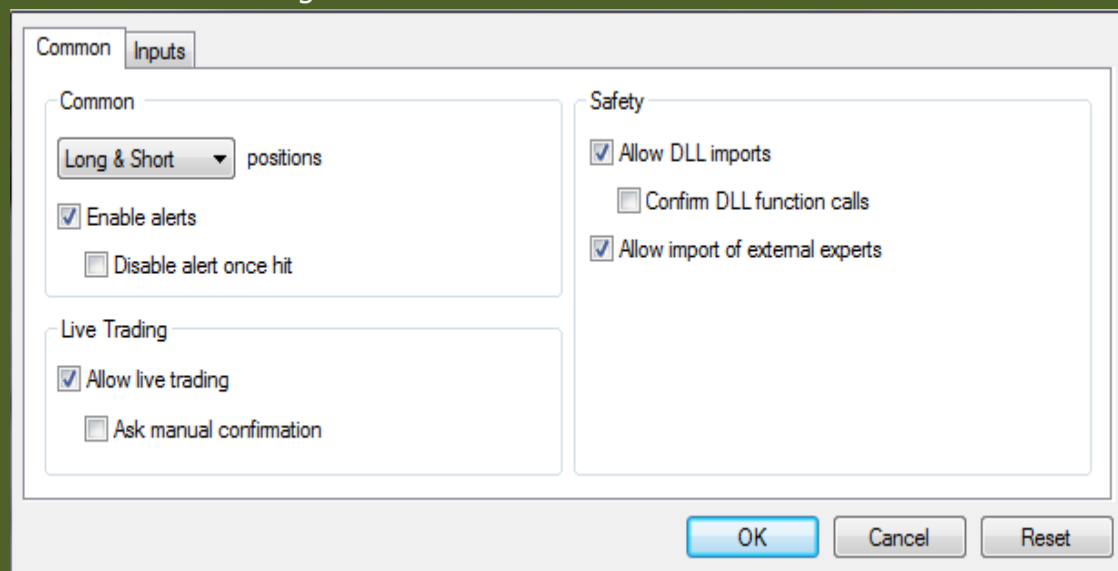 Common Inputs
Common
Long & Short positions
Enable alerts
Disable alert once hit
Live Trading
Allow live trading
Ask manual confirmation
Safety
Allow DLL imports
Confirm DLL function calls
Allow import of external experts
OK Cancel Reset